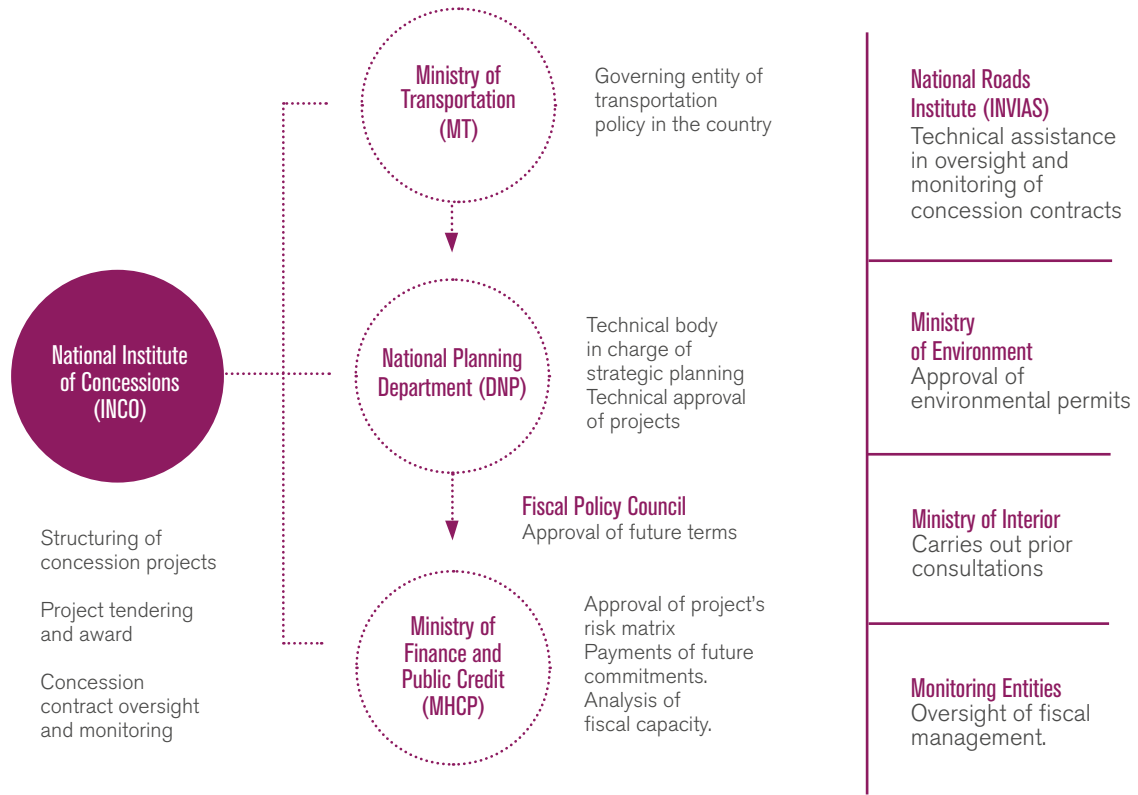 National Institute
of Concessions
(INCO)
Structuring of
concession projects
Project tendering
and award
Concession
contract oversight
and monitoring
Ministry of
Transportation
(MT)
Governing entity of
transportation
policy in the country
National Planning
Department (DNP)
Technical body
in charge of
strategic planning
Technical approval
of projects
Fiscal Policy Council
Approval of future terms
Ministry of
Finance and
Public Credit
(MHCP)
Approval of project's
risk matrix
Payments of future
commitments.
Analysis of
fiscal capacity.
National Roads
Institute (INVIAS)
Technical assistance
in oversight and
monitoring of
concession contracts
Ministry
of Environment
Approval of
environmental permits
Ministry of Interior
Carries out prior
consultations
Monitoring Entities
Oversight of fiscal
management.